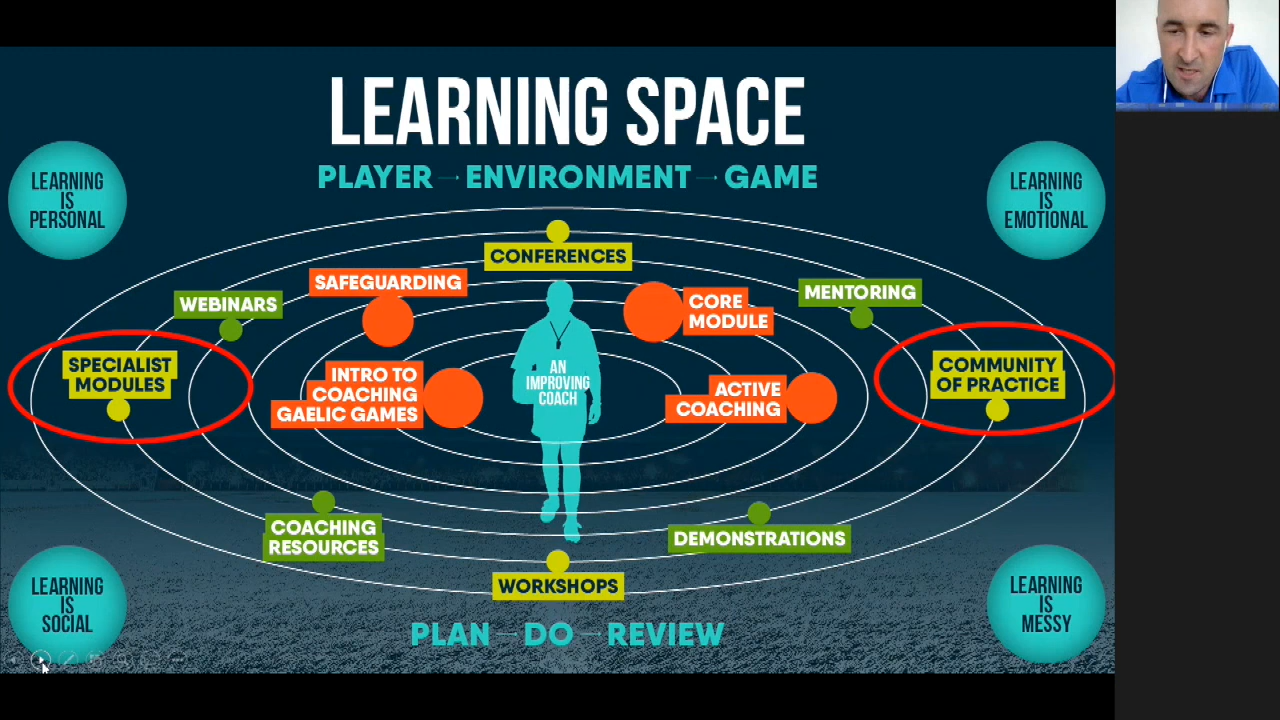 LEARNING SPACE
PLAYER → ENVIRONMENT → GAME
LEARNING
IS
PERSONAL
LEARNING
IS
EMOTIONAL
CONFERENCES
SAFEGUARDING
WEBINARS
CORE
MODULE
MENTORING
SPECIALIST
MODULES
INTRO TO
COACHING
GAELIC GAMES
AN
IMPROVING
COACH
ACTIVE
COACHING
COMMUNITY
OF PRACTICE
COACHING
RESOURCES
DEMONSTRATIONS
WORKSHOPS
LEARNING
IS
SOCIAL
LEARNING
IS
MESSY
PLAN → DO → REVIEW